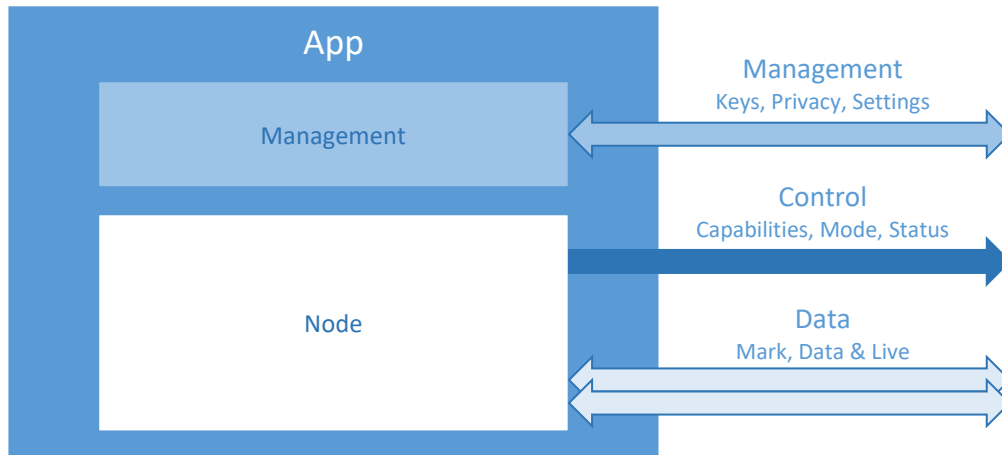 App
Management
Management
Keys, Privacy, Settings
Control
Capabilities, Mode, Status
Node
Data
Mark, Data & Live